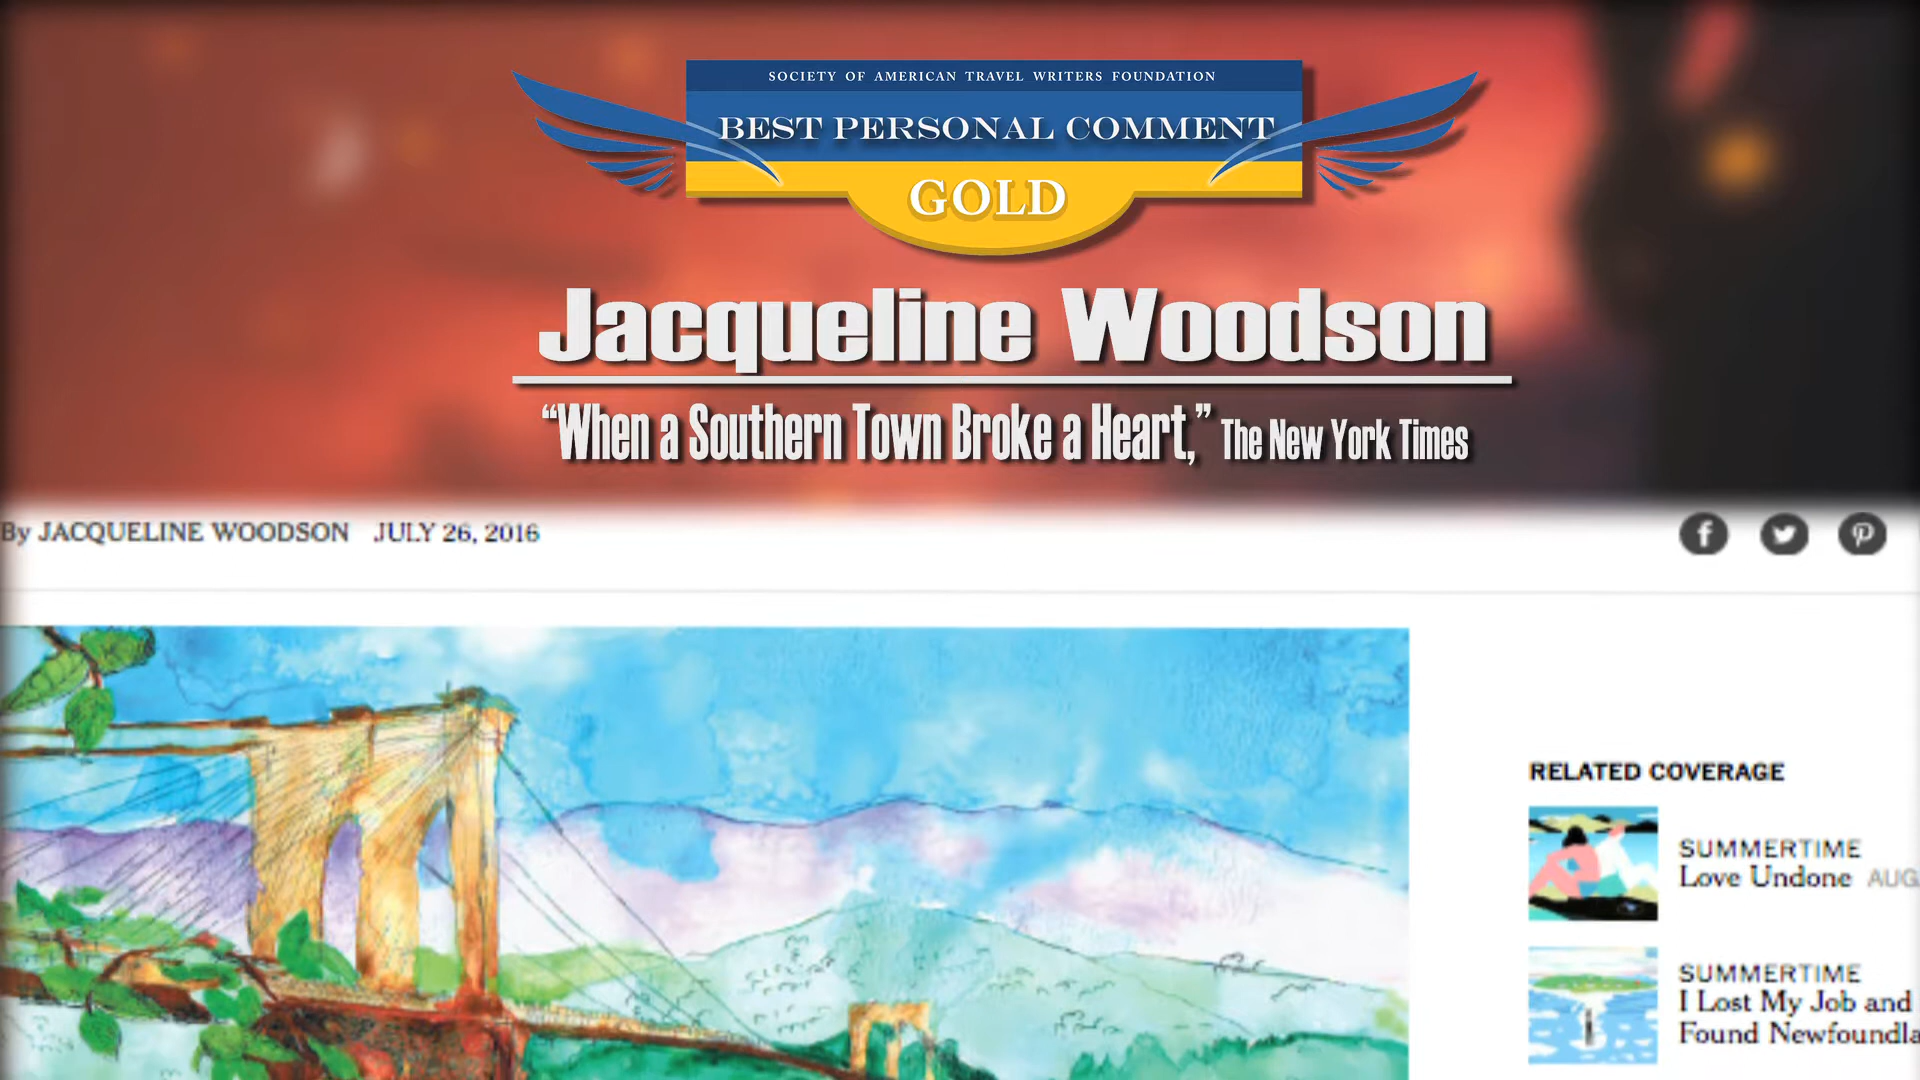 SOCIETY OF AMERICAN TRAVEL WRITERS FOUNDATION
BEST PERSONAL COMMENT
GOLD
Jacqueline Woodson
“When a Southern Town Broke a Heart,” The New York Times
By JACQUELINE WOODSON JULY 26, 2016
RELATED COVERAGE
SUMMERTIME
Love Undone AUG.
SUMMERTIME
I Lost My Job and
Found Newfoundla